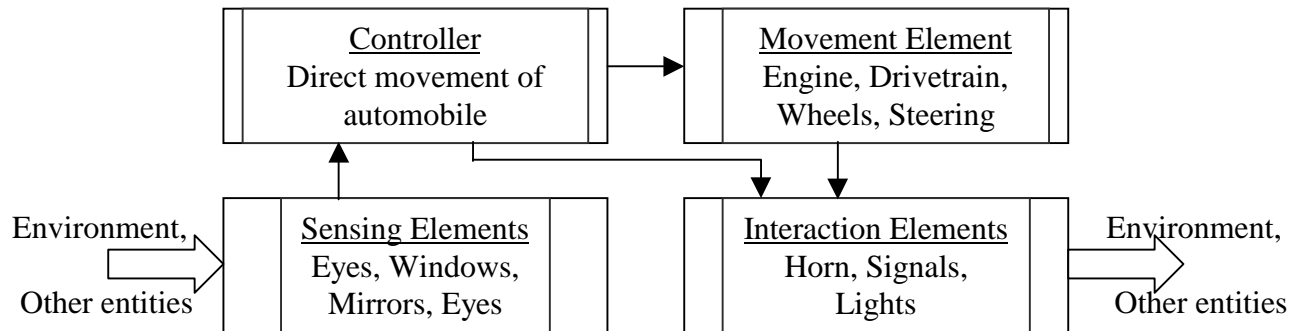 Controller
Direct movement of
automobile
Movement Element
Engine, Drivetrain,
Wheels, Steering
Environment,
Other entities
Sensing Elements
Eyes, Windows,
Mirrors, Eyes
Interaction Elements
Horn, Signals,
Lights
Environment,
Other entities